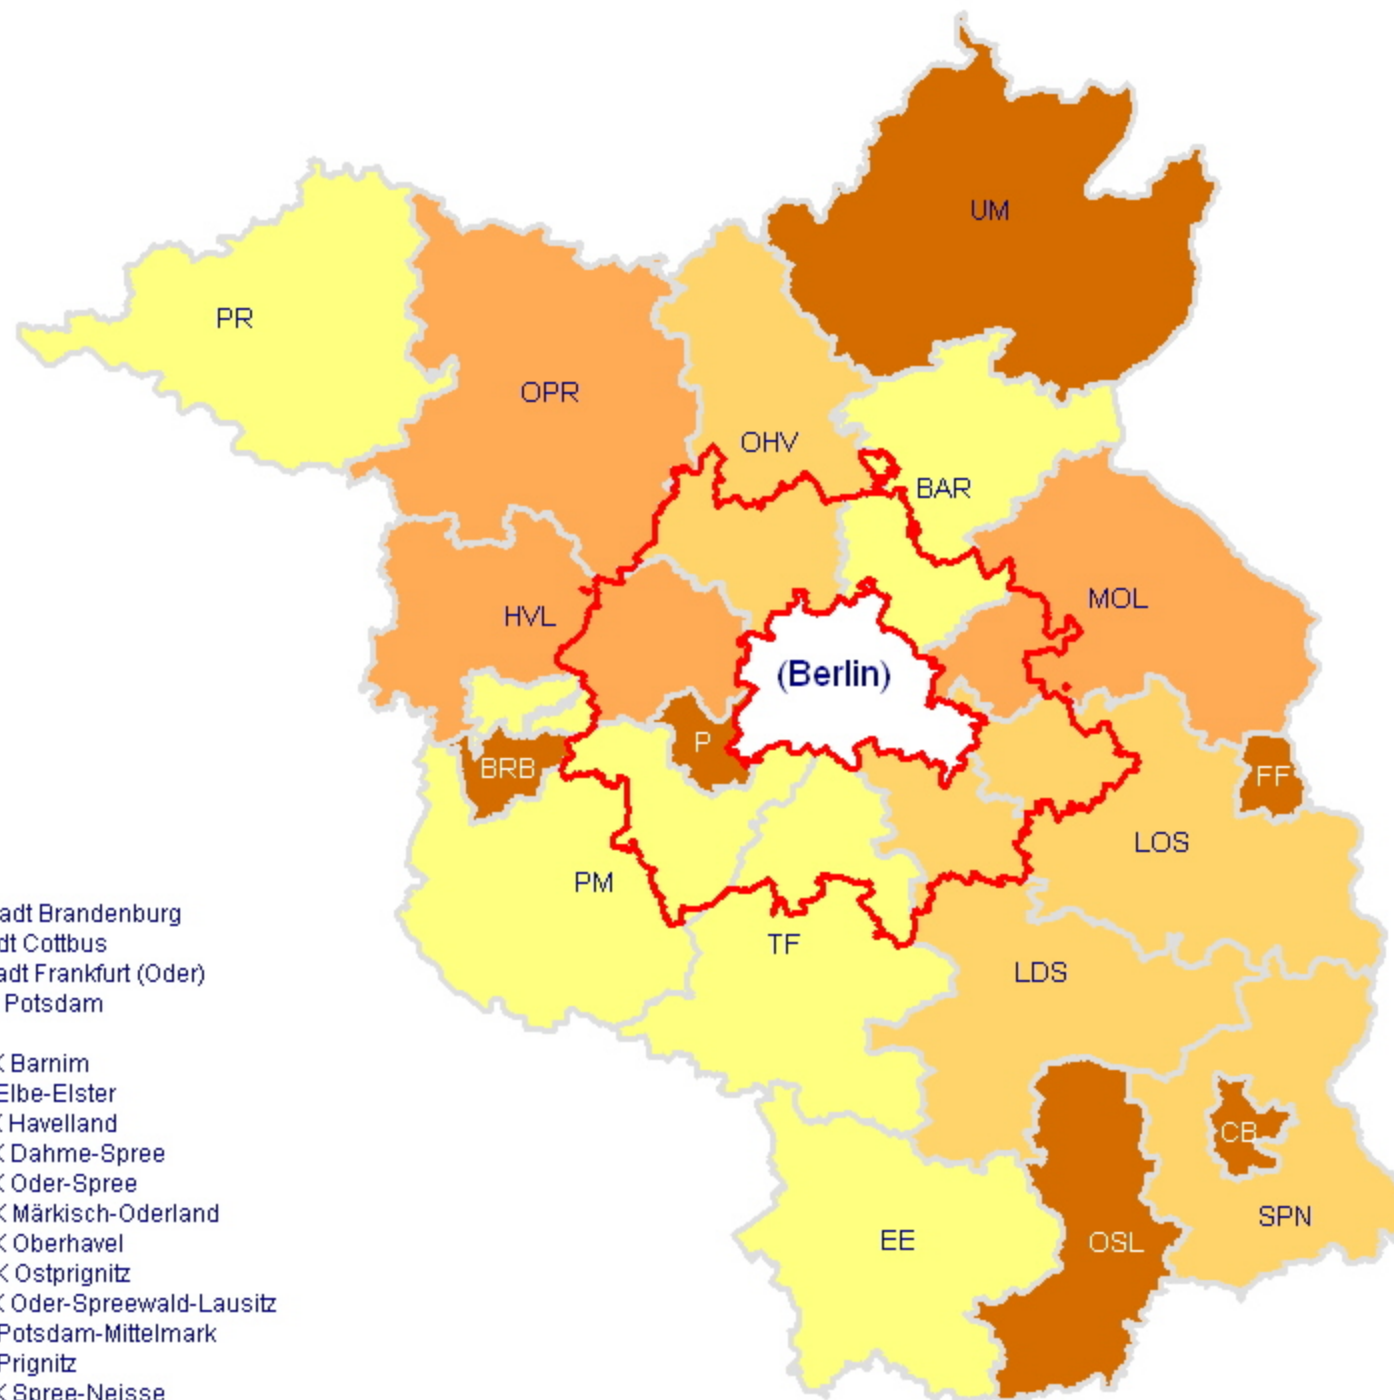 UM
PR
OPR
OHV
BAR
MOL
HVL
(Berlin)
P
BRB
FF
LOS
PM
TF
LDS
CB
SPN
EE
OSL
adt Brandenburg
dt Cottbus
adt Frankfurt (Oder)
Potsdam
K Barnim
Elbe-Elster
K Havelland
K Dahme-Spree
K Oder-Spree
K Märkisch-Oderland
K Oberhavel
K Ostprignitz
K Oder-Spreewald-Lausitz
Potsdam-Mittelmark
Prignitz
K Spree-Neisse